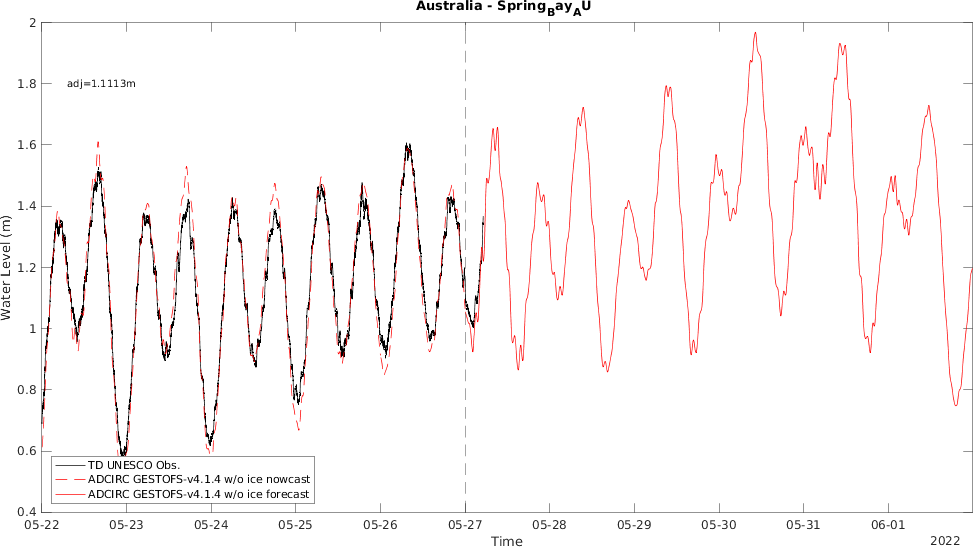 Australia - SpringBayAU
adj=1.1113m
Water Level (m)
2
1.8
1.6
1.4
1.2
1
0.8
0.6
0.4
TD UNESCO Obs.
ADCIRC GESTOFS-v4.1.4 w/o ice nowcast
ADCIRC GESTOFS-v4.1.4 w/o ice forecast
05-22 05-23 05-24 05-25 05-26 05-27 05-28 05-29 05-30 05-31 06-01
Time
2022